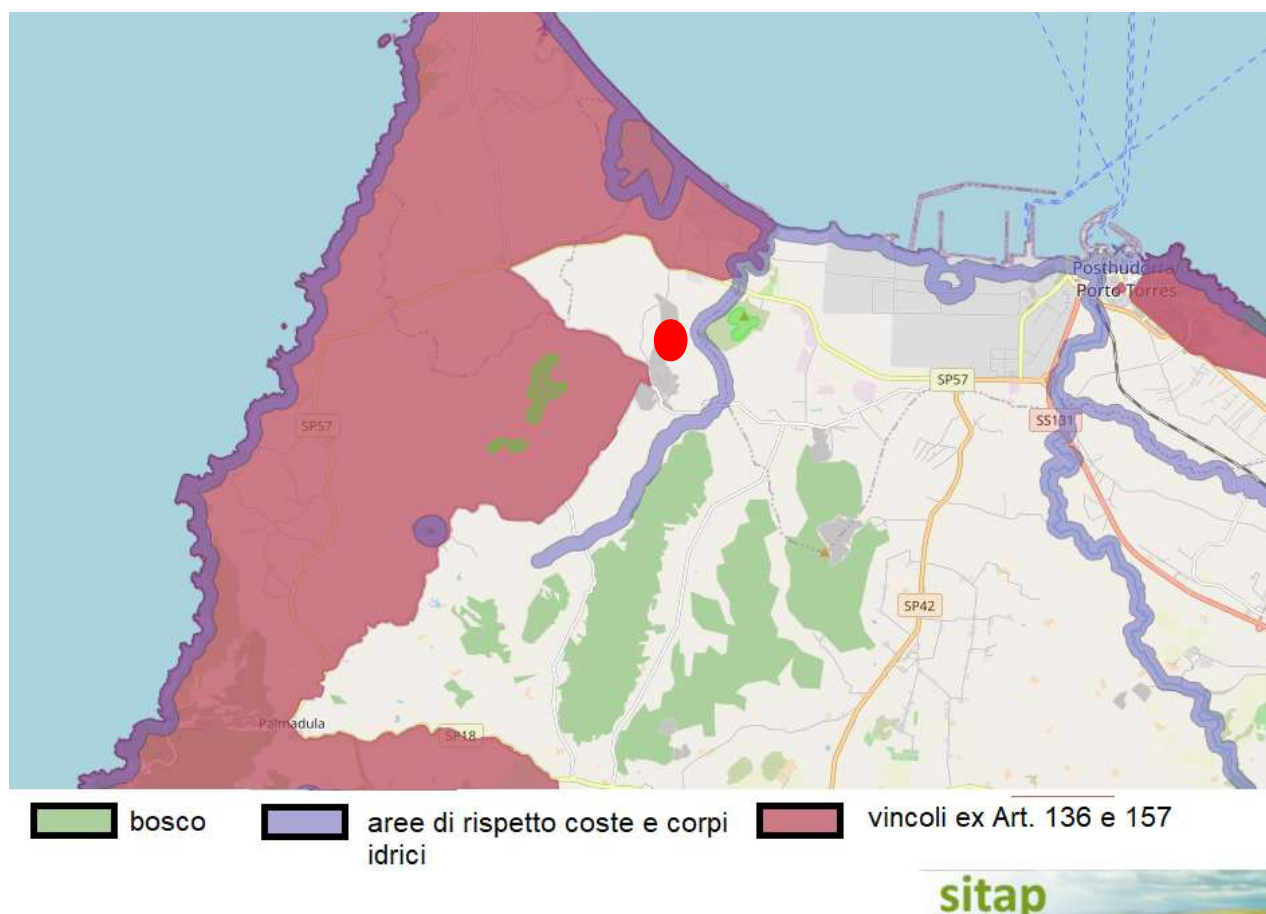 Posthudorra
Porto Torres
SP57
SP57
SS131
SP42
Palmadula
SP18
bosco
aree di rispetto coste e corpi
idrici
vincoli ex Art. 136 e 157
sitap